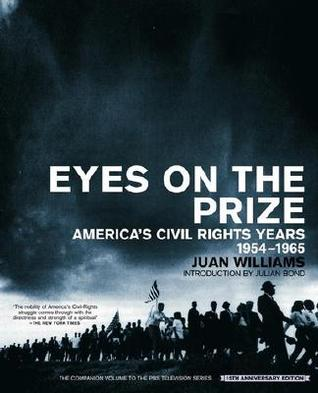 EYES ON THE
PRIZE
AMERICA'S CIVIL RIGHTS YEARS
1954–1965
JUAN WILLIAMS
INTRODUCTION BY JULIAN BOND
"The nobility of America's Civil-Rights
struggle comes through with the
directness and strength of a spiritual"
—THE NEW YORK TIMES
THE COMPANION VOLUME TO THE PBS TELEVISION SERIES
15TH ANNIVERSARY EDITION